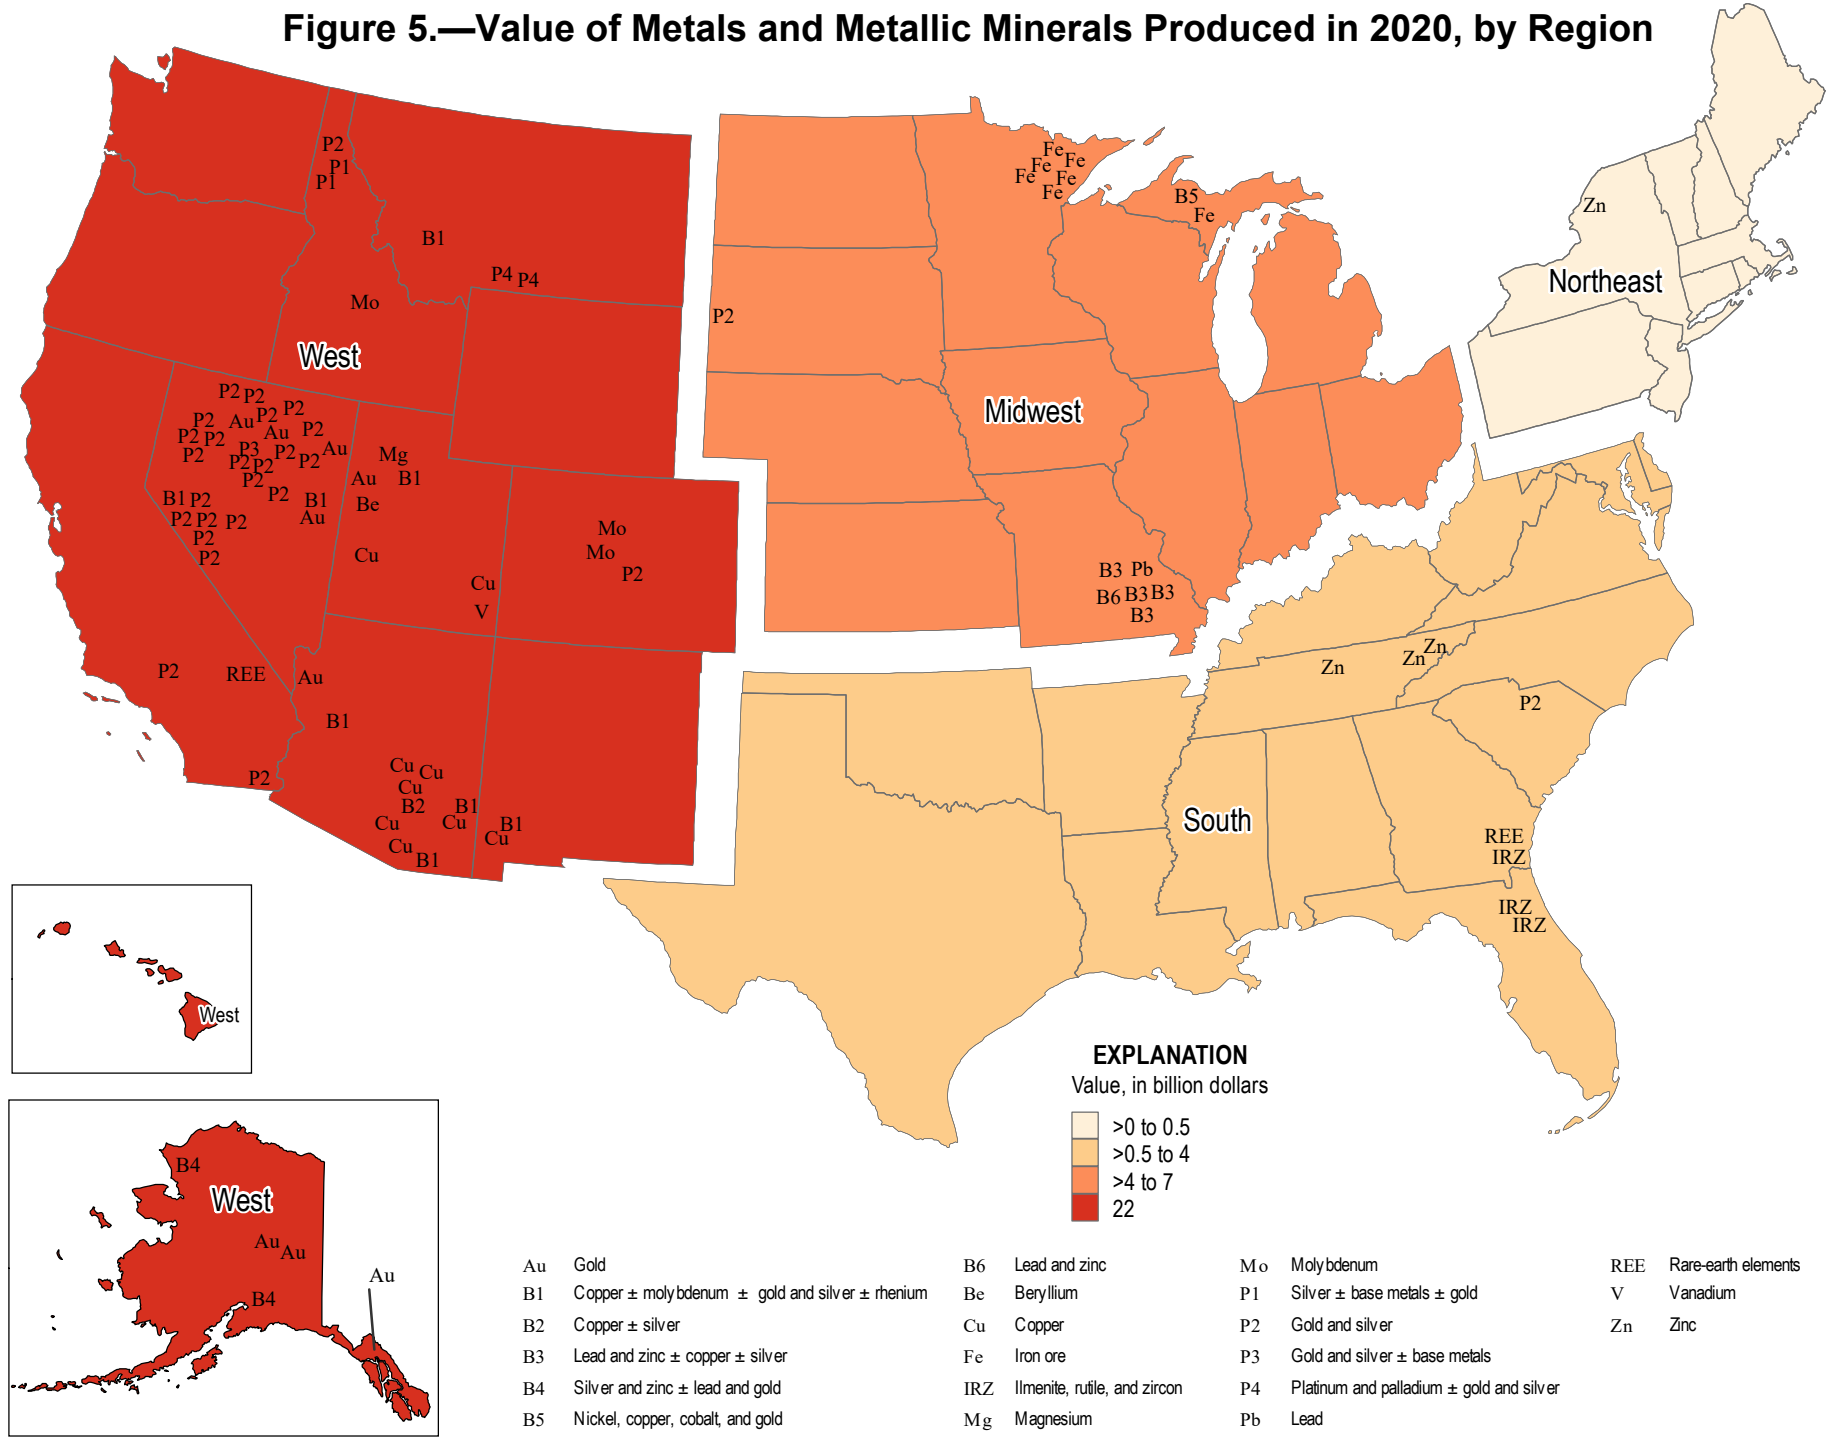 Figure 5.—Value of Metals and Metallic Minerals Produced in 2020, by Region
P2
P1
P1
B1
P4 P4
Mo
West
P2 P2
P2 Au P2 P2
P2 P2 Au P2
P2 P3 P2 Au
P2 P2 P2
P2
P2
B1 P2 B1
P2 P2 P2 Au
P2
P2
Mg
Au B1
Be
Cu
Cu
V
Mo
Mo
P2
P2 REE
Au
B1
P2
Cu Cu
Cu
B2 B1
Cu Cu
Cu B1
B1
Cu
Fe
Fe Fe
Fe Fe
Fe
B5
Fe
P2
Midwest
B3 Pb
B6 B3 B3
B3
Zn
Northeast
Zn
Zn Zn
P2
South
REE
IRZ
IRZ
IRZ
West
B4
West
Au Au
B4
Au
EXPLANATION
Value, in billion dollars
>0 to 0.5
>0.5 to 4
>4 to 7
22
Au Gold
B1 Copper ± molybdenum ± gold and silver ± rhenium
B2 Copper ± silver
B3 Lead and zinc ± copper ± silver
B4 Silver and zinc ± lead and gold
B5 Nickel, copper, cobalt, and gold
B6 Lead and zinc
Be Beryllium
Cu Copper
Fe Iron ore
IRZ Ilmenite, rutile, and zircon
Mg Magnesium
Mo Molybdenum
P1 Silver ± base metals ± gold
P2 Gold and silver
P3 Gold and silver ± base metals
P4 Platinum and palladium ± gold and silver
Pb Lead
REE Rare-earth elements
V Vanadium
Zn Zinc